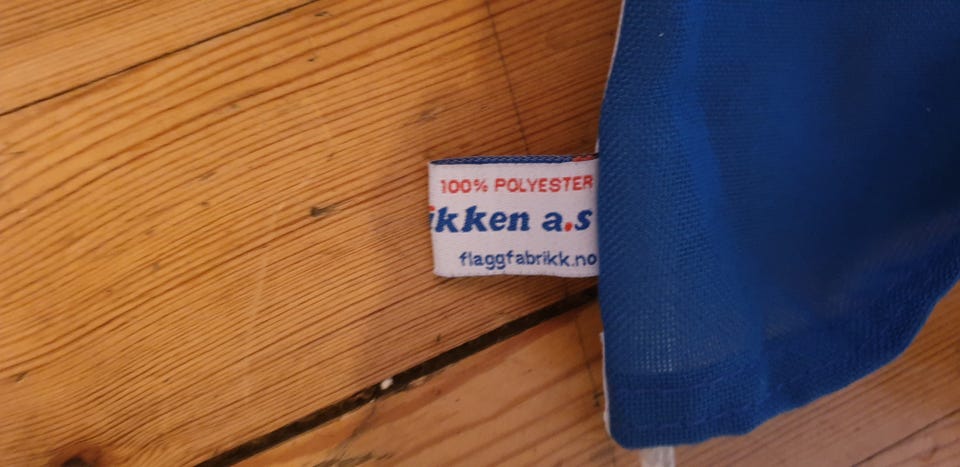 100% POLYESTER
ikken a.s
flaggfabrikk.no